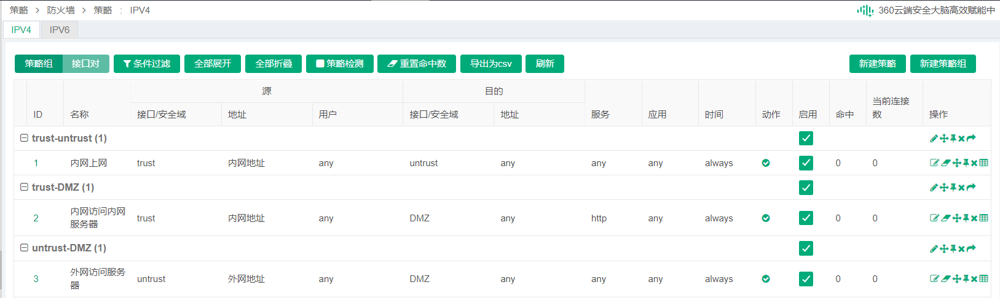 策略 > 防火墙 > 策略 : IPV4
360云端安全大脑高效赋能中
IPV4 IPV6
策略组 接口对 条件过滤 全部展开 全部折叠 策略检测 重置命中数 导出为csv 刷新 新建策略 新建策略组
源 目的
ID 名称 接口/安全域 地址 用户 接口/安全域 地址 服务 应用 时间 动作 启用 命中 当前连接
数 操作
trust-untrust (1)
1 内网上网 trust 内网地址 any untrust any any any always 0 0
trust-DMZ (1)
2 内网访问内网
服务器 trust 内网地址 any DMZ any http any always 0 0
untrust-DMZ (1)
3 外网访问服务
器 untrust 外网地址 any DMZ any any any always 0 0